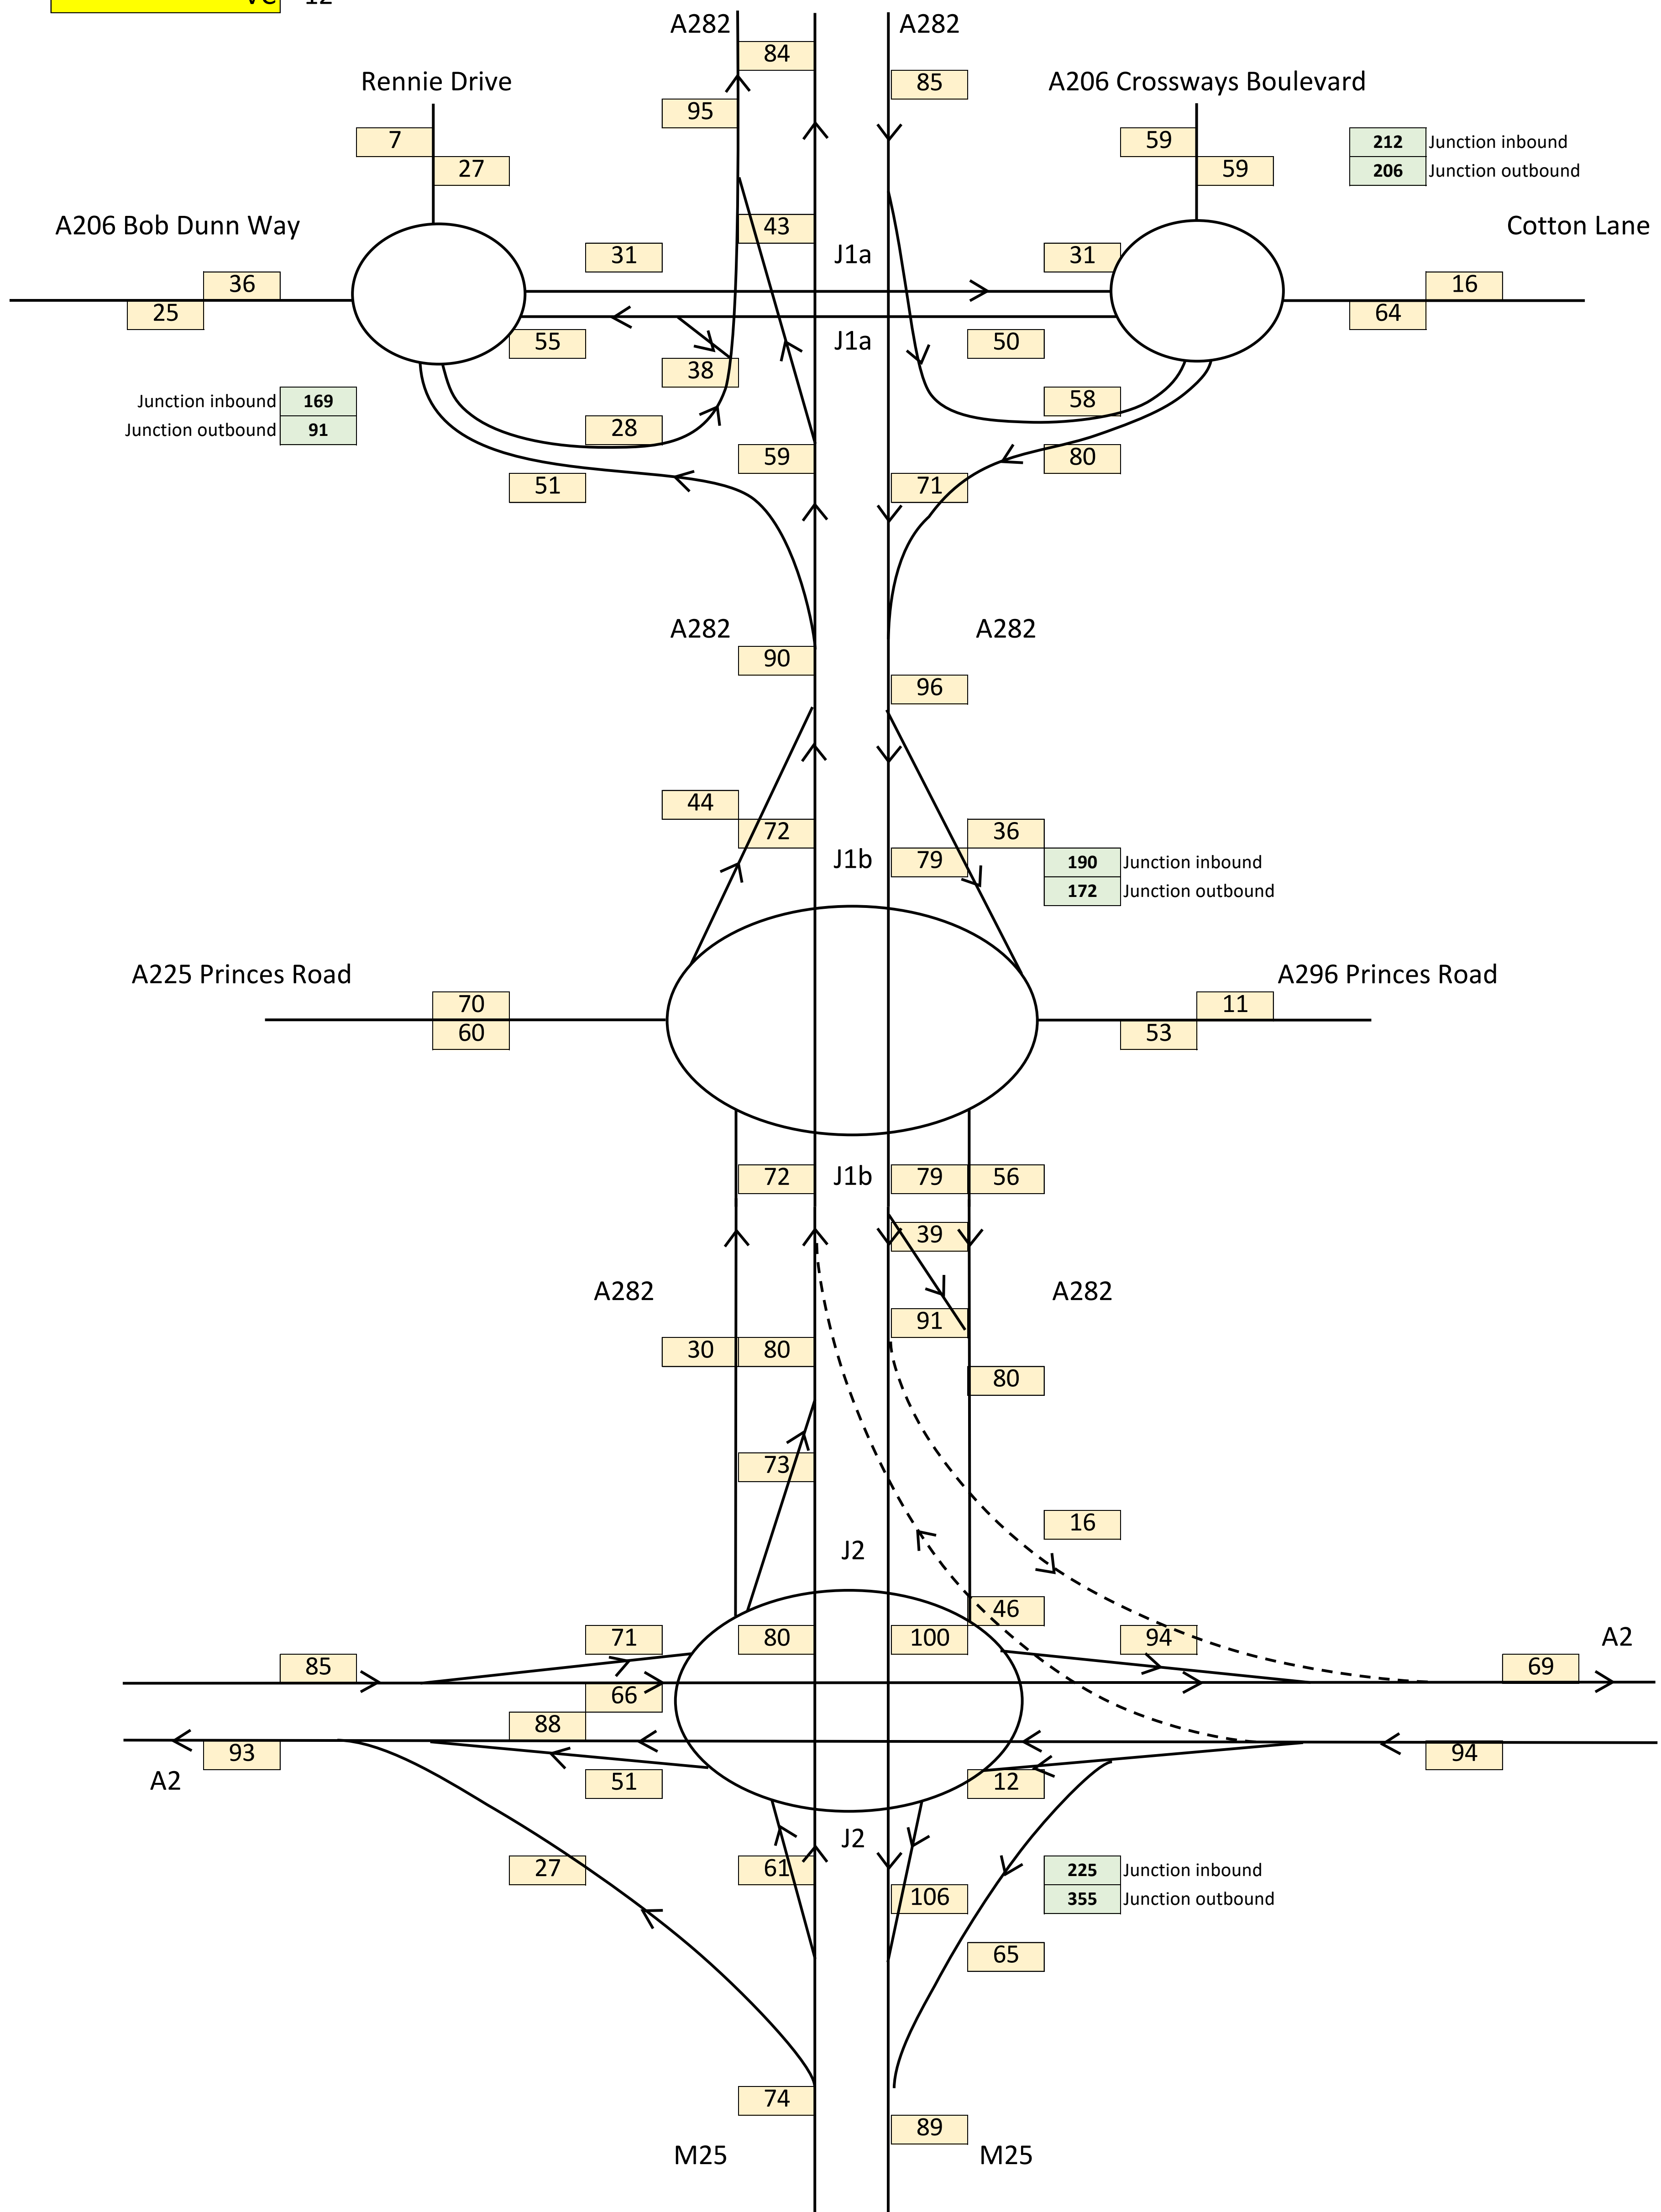 12
A282
A282
84
Rennie Drive
85
A206 Crossways Boulevard
95
7
59
212 Junction inbound
27
59
206 Junction outbound
A206 Bob Dunn Way
43
Cotton Lane
31
J1a
31
36
16
25
64
55
J1a
50
38
Junction inbound 169
58
Junction outbound 91
28
59
80
51
71
A282
A282
90
96
44
72
36
J1b
79
190 Junction inbound
172 Junction outbound
A225 Princes Road
A296 Princes Road
70
11
60
53
72
J1b
79
56
39
A282
A282
91
30
80
80
73
16
J2
46
71
80
100
94
A2
85
69
66
88
93
94
A2
51
12
J2
27
61
225 Junction inbound
106
355 Junction outbound
65
74
89
M25
M25